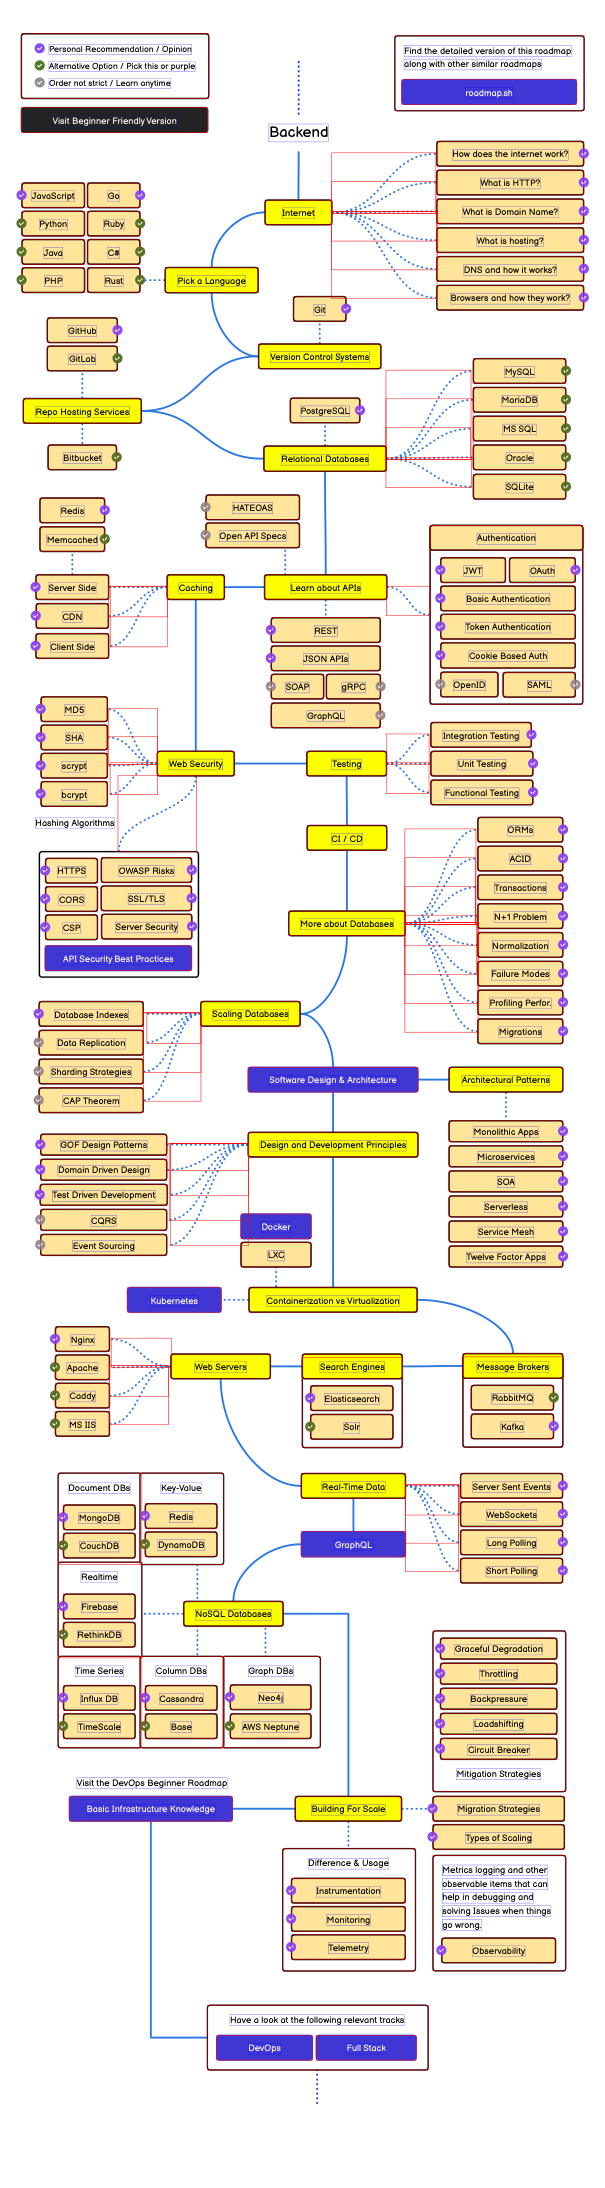 Personal Recommendation / Opinion
Alternative Option / Pick this or purple
Order not strict / Learn anytime
Visit Beginner Friendly Version
Find the detailed version of this roadmap
along with other similar roadmaps
roadmap.sh
Backend
Internet
How does the internet work?
What is HTTP?
What is Domain Name?
What is hosting?
DNS and how it works?
Browsers and how they work?
JavaScript
Go
Python
Ruby
Java
C#
PHP
Rust
Pick a Language
Git
Version Control Systems
GitHub
GitLab
Repo Hosting Services
Bitbucket
PostgreSQL
Relational Databases
MySQL
MariaDB
MS SQL
Oracle
SQLite
Redis
Memcached
Server Side
CDN
Client Side
Caching
HATEOAS
Open API Specs
Learn about APIs
REST
JSON APIs
SOAP
gRPC
GraphQL
Authentication
JWT
OAuth
Basic Authentication
Token Authentication
Cookie Based Auth
OpenID
SAML
MD5
SHA
scrypt
bcrypt
Hashing Algorithms
Web Security
Testing
Integration Testing
Unit Testing
Functional Testing
HTTPS
OWASP Risks
CORS
SSL/TLS
CSP
Server Security
API Security Best Practices
CI / CD
More about Databases
ORMs
ACID
Transactions
N+1 Problem
Normalization
Failure Modes
Profiling Perfor.
Migrations
Scaling Databases
Database Indexes
Data Replication
Sharding Strategies
CAP Theorem
Software Design & Architecture
Architectural Patterns
Monolithic Apps
Microservices
SOA
Serverless
Service Mesh
Twelve Factor Apps
Design and Development Principles
GOF Design Patterns
Domain Driven Design
Test Driven Development
CQRS
Event Sourcing
Docker
LXC
Kubernetes
Containerization vs Virtualization
Nginx
Apache
Caddy
MS IIS
Web Servers
Search Engines
Elasticsearch
Solr
Message Brokers
RabbitMQ
Kafka
Real-Time Data
Server Sent Events
WebSockets
Long Polling
Short Polling
GraphQL
Document DBs
MongoDB
CouchDB
Key-Value
Redis
DynamoDB
Realtime
Firebase
RethinkDB
NoSQL Databases
Time Series
Influx DB
TimeScale
Column DBs
Cassandra
Base
Graph DBs
Neo4j
AWS Neptune
Graceful Degradation
Throttling
Backpressure
Loadshifting
Circuit Breaker
Mitigation Strategies
Visit the DevOps Beginner Roadmap
Basic Infrastructure Knowledge
Building For Scale
Migration Strategies
Types of Scaling
Difference & Usage
Instrumentation
Monitoring
Telemetry
Metrics logging and other
observable items that can
help in debugging and
solving Issues when things
go wrong.
Observability
Have a look at the following relevant tracks
DevOps
Full Stack